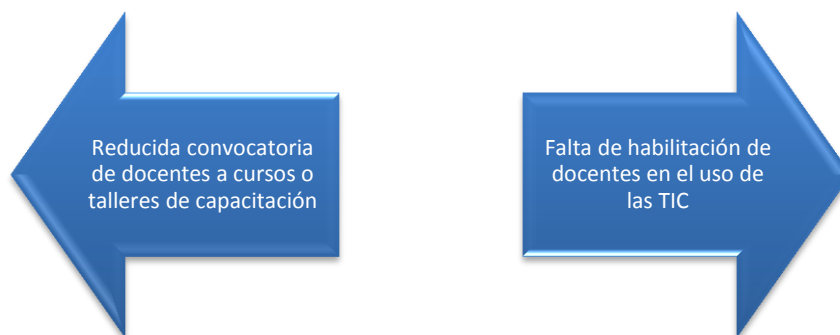 Reducida convocatoria
de docentes a cursos o
talleres de capacitación
Falta de habilitación de
docentes en el uso de
las TIC